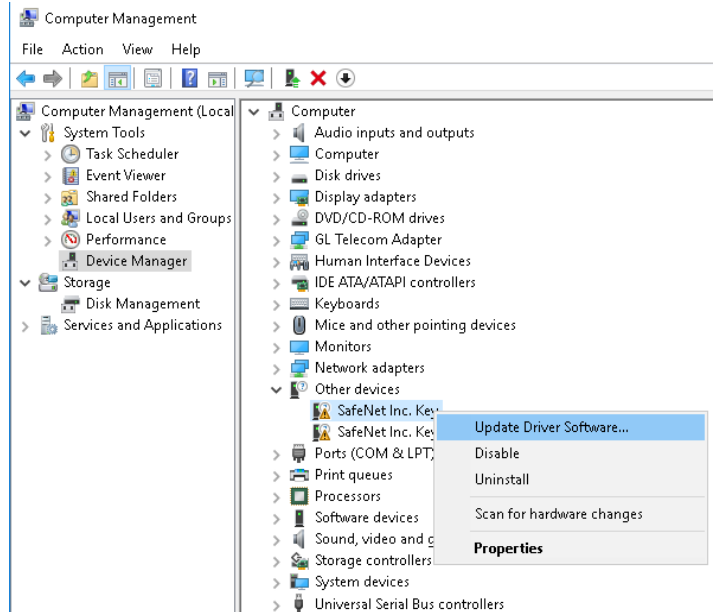 Computer Management
File Action View Help
Computer Management (Local
System Tools
Task Scheduler
Event Viewer
Shared Folders
Local Users and Groups
Performance
Device Manager
Storage
Disk Management
Services and Applications
Computer
Audio inputs and outputs
Computer
Disk drives
Display adapters
DVD/CD-ROM drives
GL Telecom Adapter
Human Interface Devices
IDE ATA/ATAPI controllers
Keyboards
Mice and other pointing devices
Monitors
Network adapters
Other devices
SafeNet Inc. Key
SafeNet Inc. Key
Ports (COM & LPT)
Print queues
Processors
Software devices
Sound, video and g
Storage controllers
System devices
Universal Serial Bus controllers
Update Driver Software...
Disable
Uninstall
Scan for hardware changes
Properties